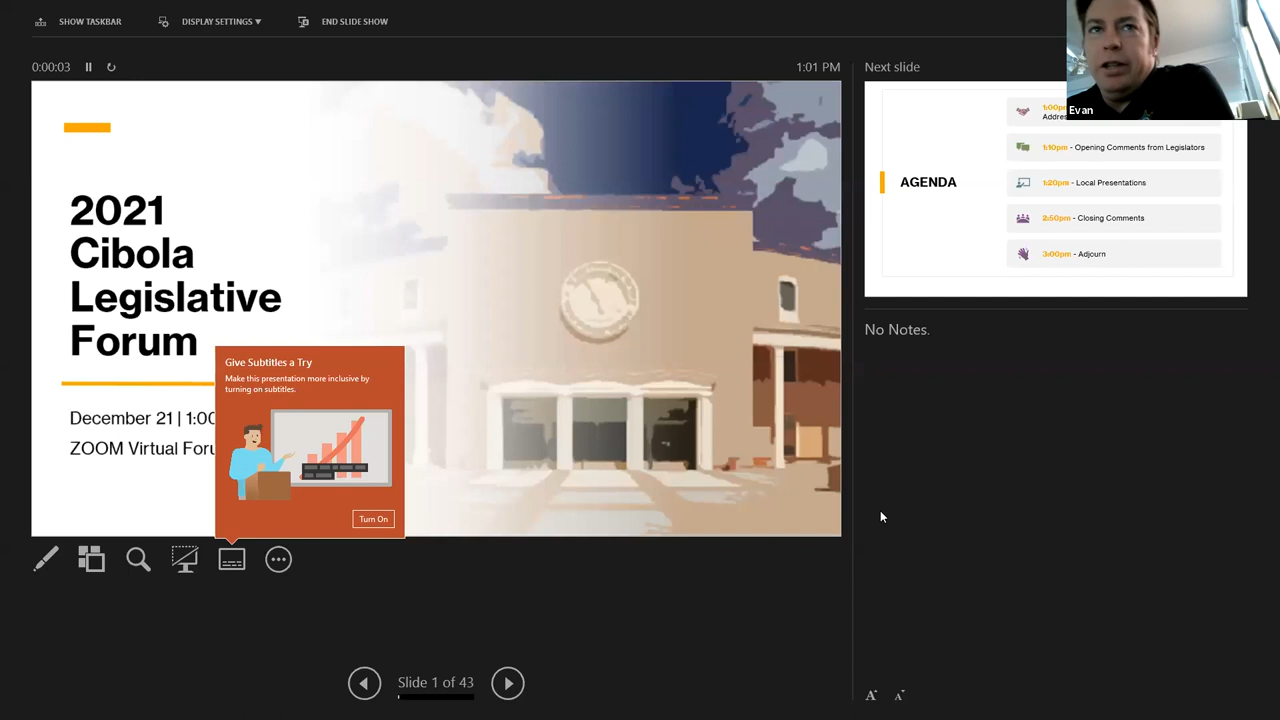 SHOW TASKBAR
DISPLAY SETTINGS ▼
END SLIDE SHOW
0:00:03
1:01 PM
Next slide
Evan
2021
Cibola
Legislative
Forum
December 21 | 1:00
ZOOM Virtual Foru
Give Subtitles a Try
Make this presentation more inclusive by
turning on subtitles.
Turn On
AGENDA
1:00p
Addre
1:10pm - Opening Comments from Legislators
1:20pm - Local Presentations
2:50pm - Closing Comments
3:00pm - Adjourn
No Notes.
Slide 1 of 43
A A